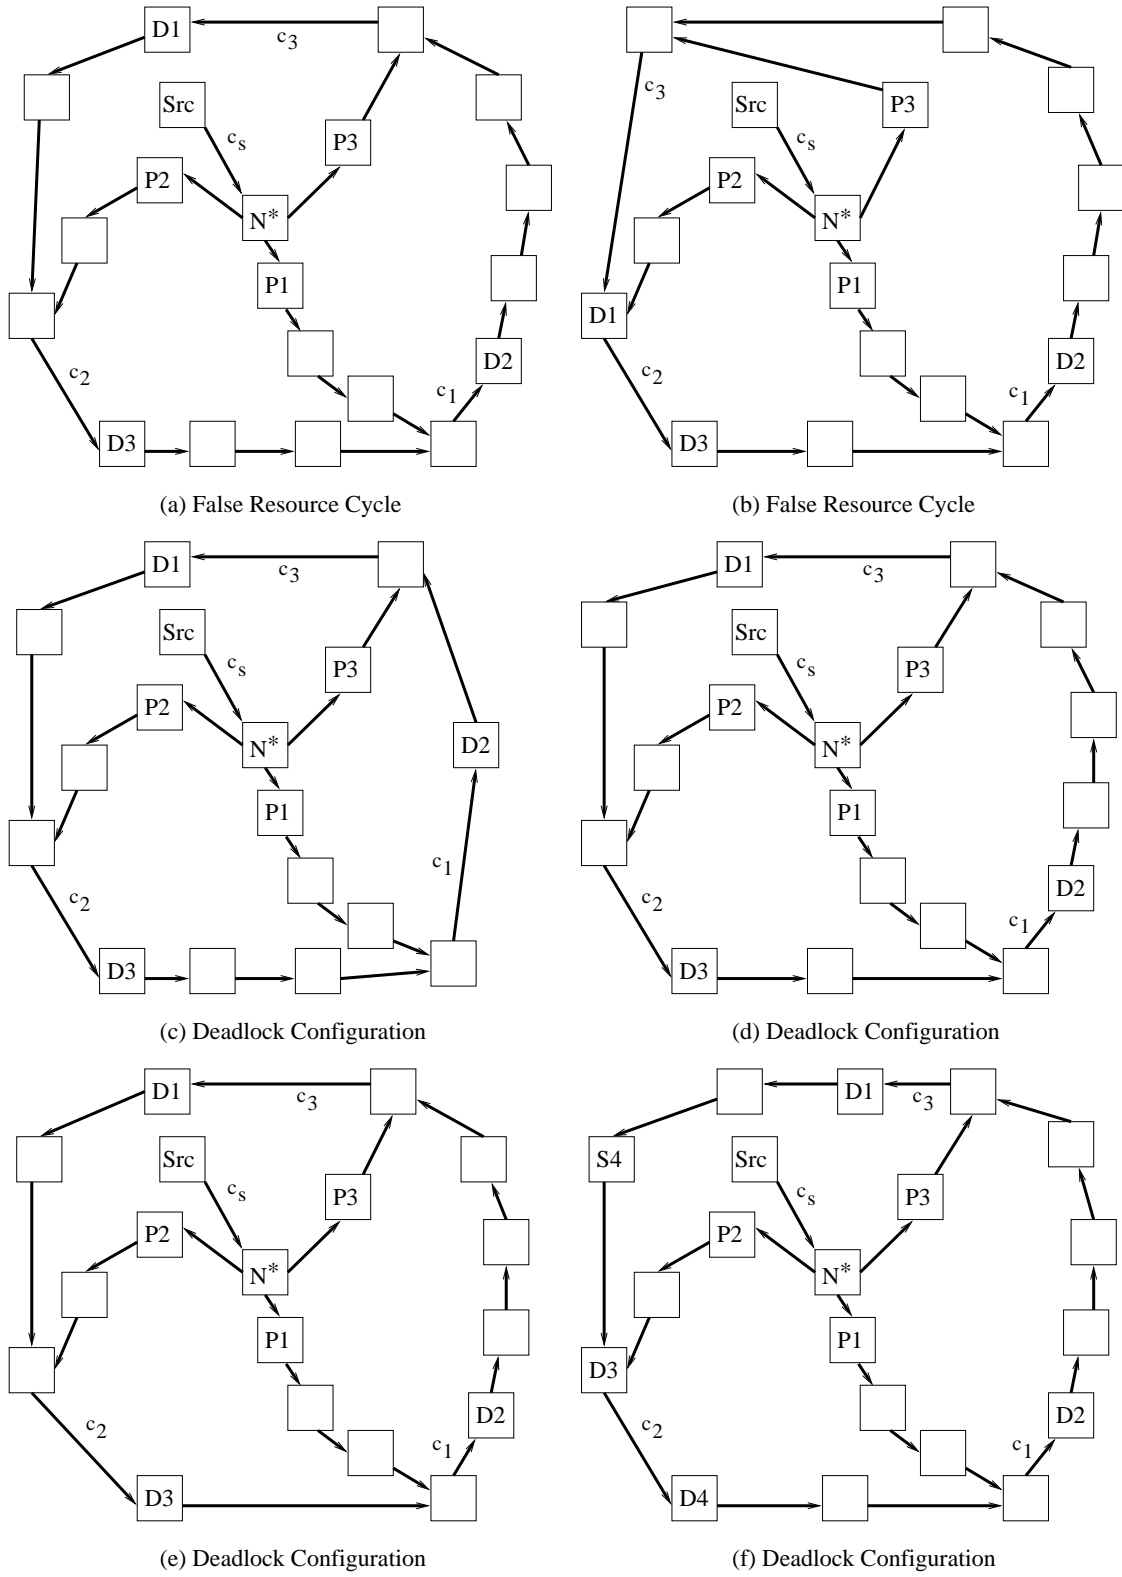 D1
c3
Src
cs
P3
P2
N*
P1
D2
c1
c2
D3
(a) False Resource Cycle
c3
Src
cs
P3
P2
N*
P1
D1
D2
c2
c1
D3
(b) False Resource Cycle
D1
c3
Src
cs
P3
P2
N*
D2
P1
c1
c2
D3
(c) Deadlock Configuration
D1
c3
Src
cs
P3
P2
N*
P1
D2
c2
c1
D3
(d) Deadlock Configuration
D1
c3
Src
cs
P3
P2
N*
P1
D2
c2
c1
D3
(e) Deadlock Configuration
D1
c3
S4
Src
cs
P3
P2
N*
P1
D3
D2
c2
c1
D4
(f) Deadlock Configuration